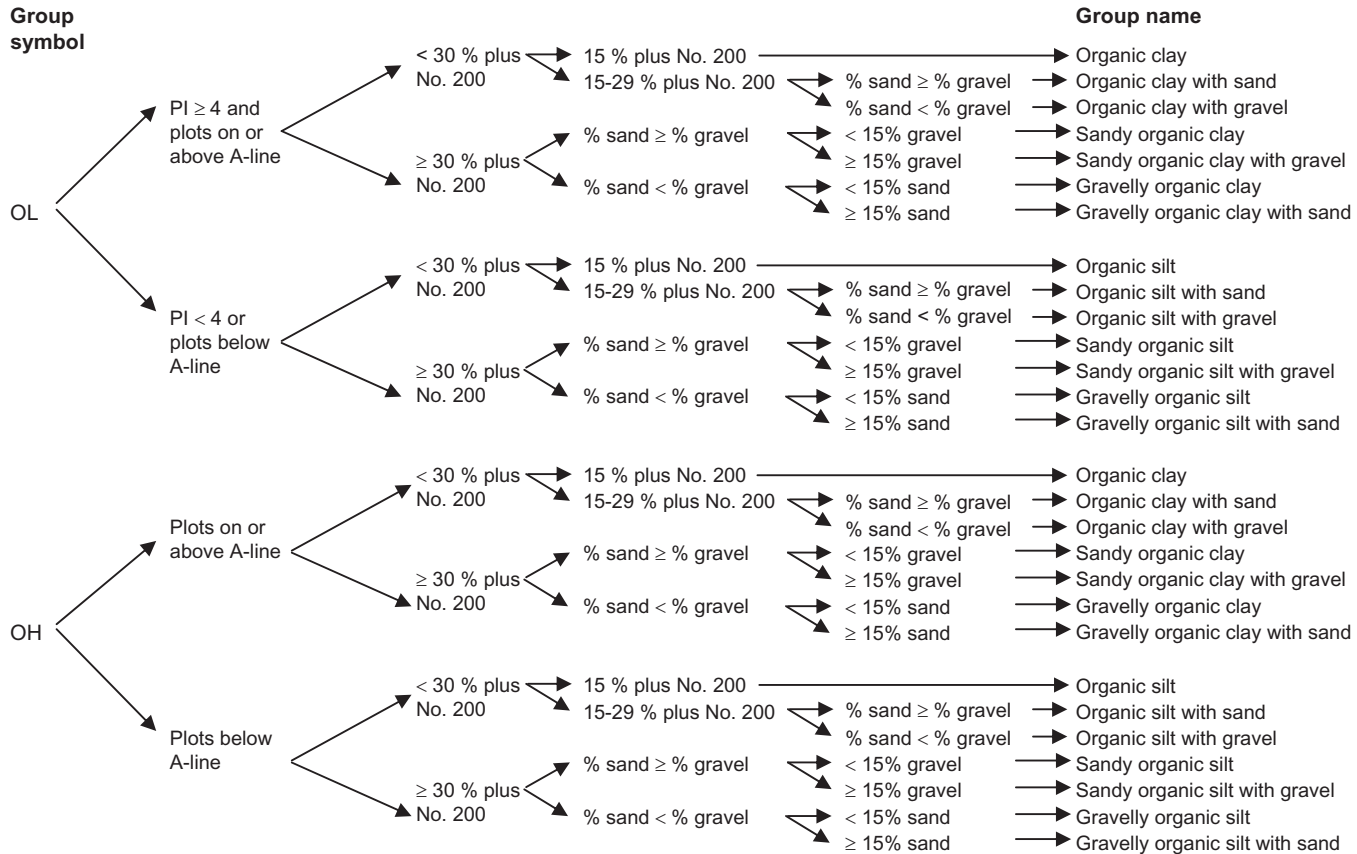 Group symbol
Group name
OL
PI ≥ 4 and
plots on or
above A-line
< 30 % plus
No. 200
15 % plus No. 200
Organic clay
15-29 % plus No. 200
% sand ≥ % gravel
Organic clay with sand
% sand < % gravel
Organic clay with gravel
≥ 30 % plus
No. 200
% sand ≥ % gravel
< 15% gravel
Sandy organic clay
≥ 15% gravel
Sandy organic clay with gravel
% sand < % gravel
< 15% sand
Gravelly organic clay
≥ 15% sand
Gravelly organic clay with sand
PI < 4 or
plots below
A-line
< 30 % plus
No. 200
15 % plus No. 200
Organic silt
15-29 % plus No. 200
% sand ≥ % gravel
Organic silt with sand
% sand < % gravel
Organic silt with gravel
≥ 30 % plus
No. 200
% sand ≥ % gravel
< 15% gravel
Sandy organic silt
≥ 15% gravel
Sandy organic silt with gravel
% sand < % gravel
< 15% sand
Gravelly organic silt
≥ 15% sand
Gravelly organic silt with sand
OH
Plots on or
above A-line
< 30 % plus
No. 200
15 % plus No. 200
Organic clay
15-29 % plus No. 200
% sand ≥ % gravel
Organic clay with sand
% sand < % gravel
Organic clay with gravel
≥ 30 % plus
No. 200
% sand ≥ % gravel
< 15% gravel
Sandy organic clay
≥ 15% gravel
Sandy organic clay with gravel
% sand < % gravel
< 15% sand
Gravelly organic clay
≥ 15% sand
Gravelly organic clay with sand
Plots below
A-line
< 30 % plus
No. 200
15 % plus No. 200
Organic silt
15-29 % plus No. 200
% sand ≥ % gravel
Organic silt with sand
% sand < % gravel
Organic silt with gravel
≥ 30 % plus
No. 200
% sand ≥ % gravel
< 15% gravel
Sandy organic silt
≥ 15% gravel
Sandy organic silt with gravel
% sand < % gravel
< 15% sand
Gravelly organic silt
≥ 15% sand
Gravelly organic silt with sand